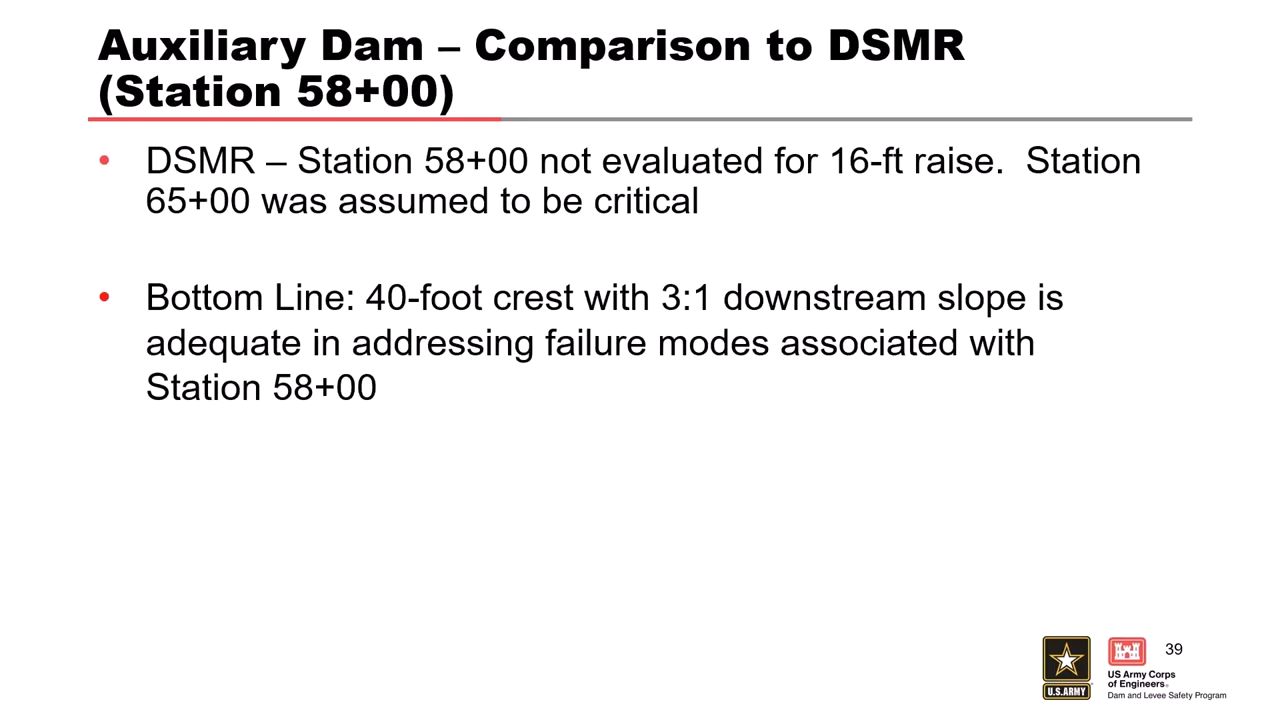 Auxiliary Dam – Comparison to DSMR
(Station 58+00)
• DSMR – Station 58+00 not evaluated for 16-ft raise.  Station
65+00 was assumed to be critical
• Bottom Line: 40-foot crest with 3:1 downstream slope is
adequate in addressing failure modes associated with
Station 58+00
39
U.S.ARMY
US Army Corps
of Engineers®
Dam and Levee Safety Program